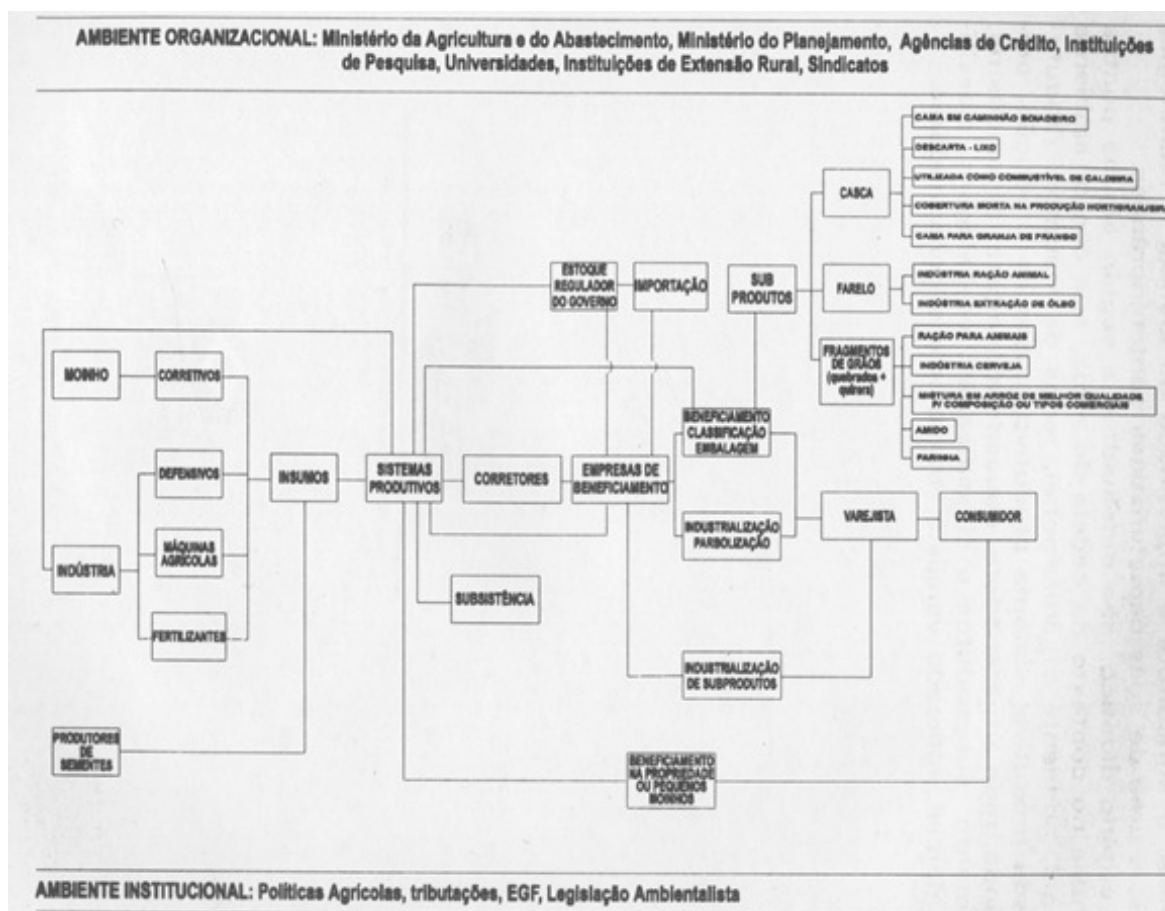 AMBIENTE ORGANIZACIONAL: Ministério da Agricultura e do Abastecimento, Ministério do Planejamento, Agências de Crédito, Instituições
de Pesquisa, Universidades, Instituições de Extensão Rural, Sindicatos
CAMA EM CAMINHÃO BOIADEIRO
DESCARTA - LIXO
CASCA
UTILIZADA COMO COMBUSTÍVEL DE CALDEIRA
COBERTURA MORTA NA PRODUÇÃO HORTIGRANJEIRA
CAMA PARA GRANJA DE FRANGO
ESTOQUE
REGULADOR
DO GOVERNO
IMPORTAÇÃO
SUB
PRODUTOS
FARELO
INDÚSTRIA RAÇÃO ANIMAL
INDÚSTRIA EXTRAÇÃO DE ÓLEO
FRAGMENTOS
DE GRÃOS
(quebrados +
quirera)
RAÇÃO PARA ANIMAIS
INDÚSTRIA CERVEJA
MISTURA EM ARROZ DE MELHOR QUALIDADE
P/ COMPOSIÇÃO OU TIPOS COMERCIAIS
AMIDO
FARINHA
MOINHO
CORRETIVOS
BENEFICIAMENTO
CLASSIFICAÇÃO
EMBALAGEM
DEFENSIVOS
INSUMOS
SISTEMAS
PRODUTIVOS
CORRETORES
EMPRESAS DE
BENEFICIAMENTO
INDUSTRIALIZAÇÃO
PARBOLIZAÇÃO
VAREJISTA
CONSUMIDOR
INDÚSTRIA
MÁQUINAS
AGRÍCOLAS
FERTILIZANTES
SUBSISTÊNCIA
INDUSTRIALIZAÇÃO
DE SUBPRODUTOS
PRODUTORES
DE
SEMENTES
BENEFICIAMENTO
NA PROPRIEDADE
OU PEQUENOS
MOINHOS
AMBIENTE INSTITUCIONAL: Políticas Agrícolas, tributações, EGF, Legislação Ambientalista